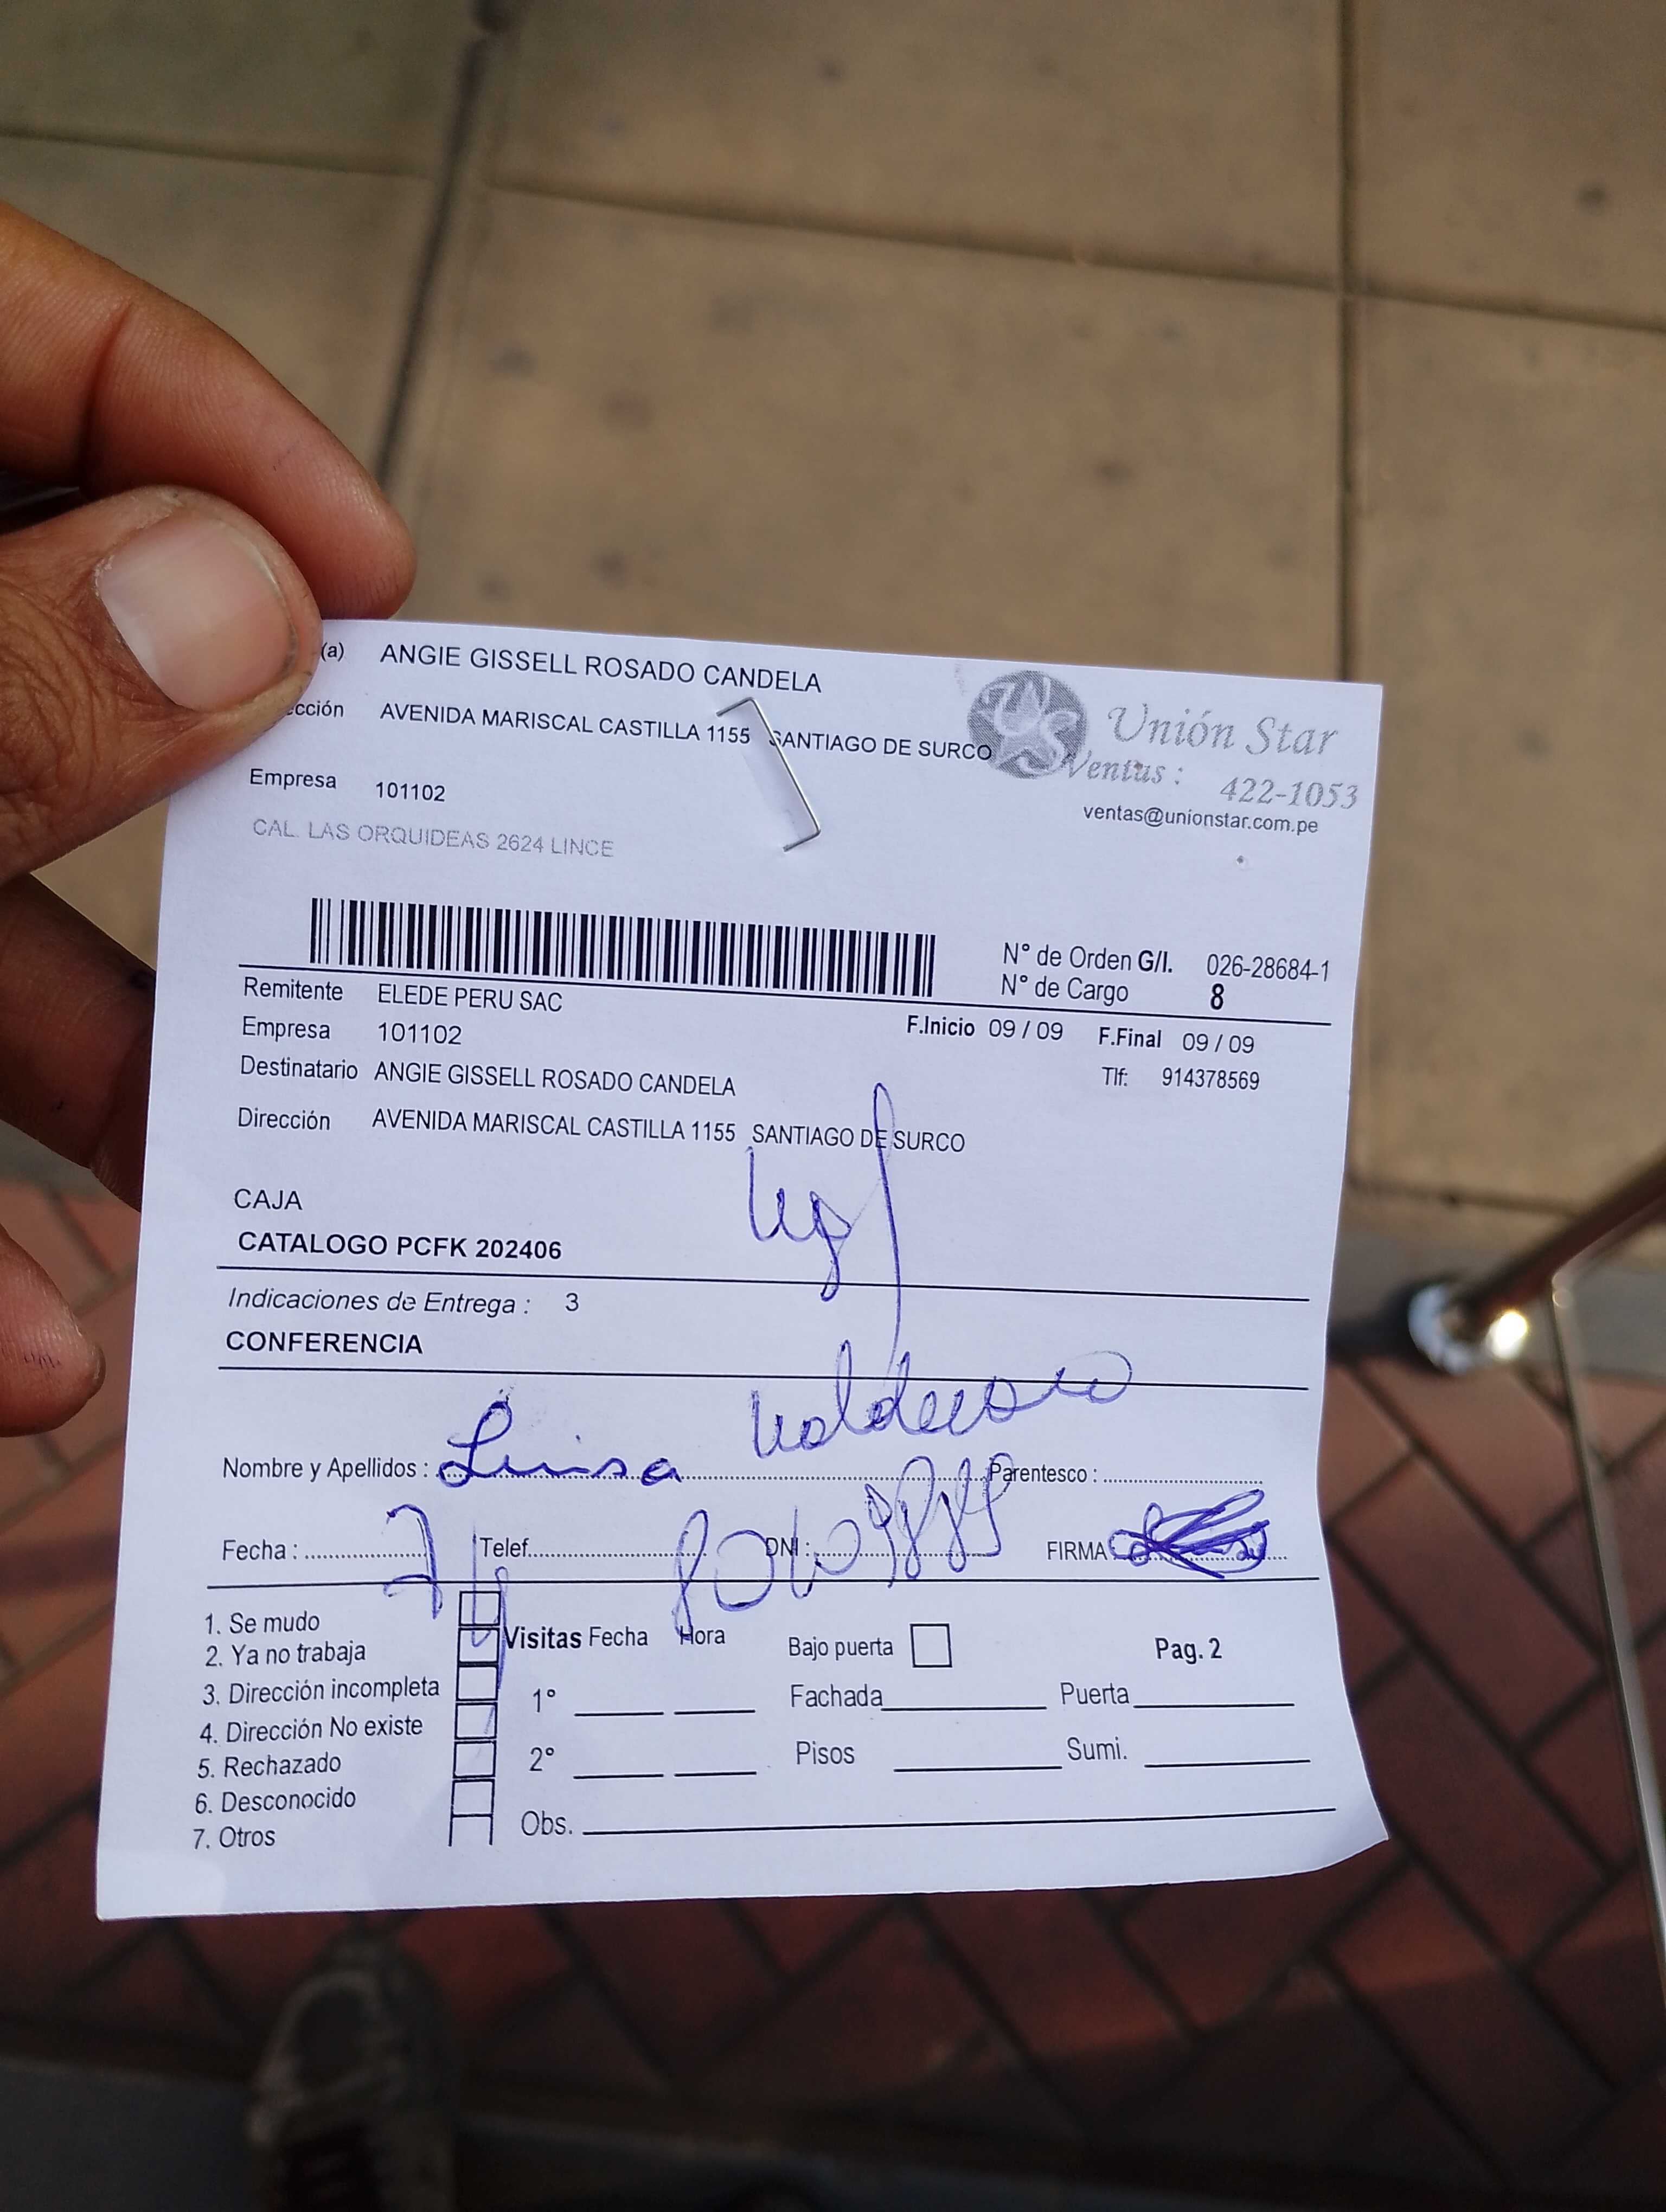 (a) ANGIE GISSELL ROSADO CANDELA
cción AVENIDA MARISCAL CASTILLA 1155 SANTIAGO DE SURCO
Unión Star
Ventas : 422-1053
ventas@unionstar.com.pe
Empresa 101102
CAL. LAS ORQUIDEAS 2624 LINCE
N° de Orden G/I. 026-28684-1
N° de Cargo 8
Remitente ELEDE PERU SAC
Empresa 101102
F.Inicio 09 / 09 F.Final 09 / 09
Destinatario ANGIE GISSELL ROSADO CANDELA
Tlf: 914378569
Dirección AVENIDA MARISCAL CASTILLA 1155 SANTIAGO DE SURCO
CAJA
CATALOGO PCFK 202406
Indicaciones de Entrega : 3
CONFERENCIA
Nombre y Apellidos : Luisa Parentesco :
Fecha : Telef. DNI : FIRMA
1. Se mudo
2. Ya no trabaja
3. Dirección incompleta
4. Dirección No existe
5. Rechazado
6. Desconocido
7. Otros
Visitas Fecha Hora Bajo puerta Pag. 2
1° Fachada Puerta
2° Pisos Sumi.
Obs.